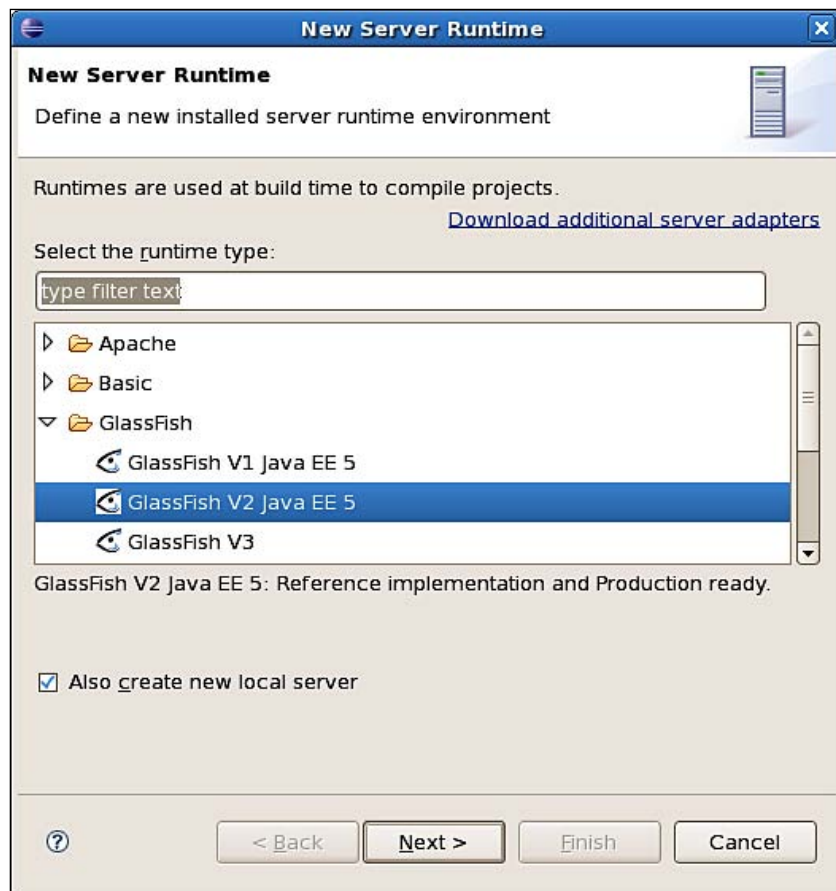 New Server Runtime
New Server Runtime
Define a new installed server runtime environment
Runtimes are used at build time to compile projects.
Download additional server adapters
Select the runtime type:
type filter text
Apache
Basic
GlassFish
GlassFish V1 Java EE 5
GlassFish V2 Java EE 5
GlassFish V3
GlassFish V2 Java EE 5: Reference implementation and Production ready.
Also create new local server
?
< Back
Next >
Finish
Cancel